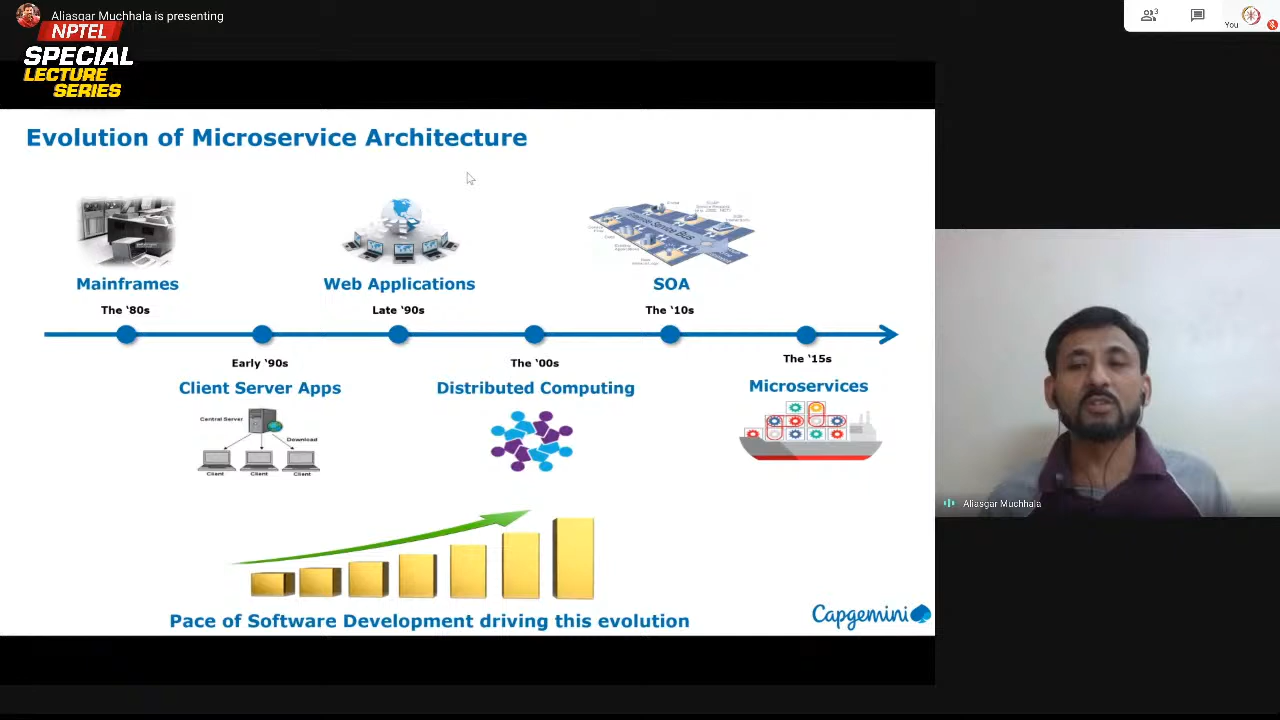 Aliasgar Muchhala is presenting
NPTEL
SPECIAL
LECTURE
SERIES
3
You
Evolution of Microservice Architecture
Mainframes
Web Applications
SOA
The ‘80s
Late ‘90s
The ‘10s
Early ‘90s
The ‘00s
The ‘15s
Client Server Apps
Distributed Computing
Microservices
Central Server
Download
Client
Client
Client
Aliasgar Muchhala
Pace of Software Development driving this evolution
Capgemini